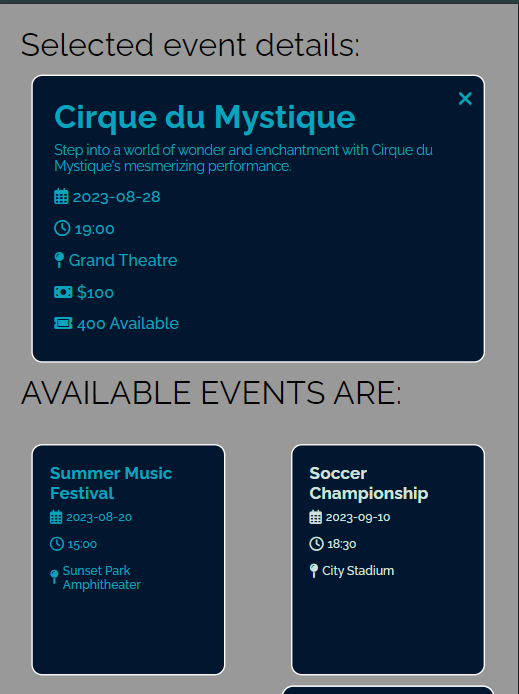 Selected event details:
Cirque du Mystique
Step into a world of wonder and enchantment with Cirque du
Mystique's mesmerizing performance.
2023-08-28
19:00
Grand Theatre
$100
400 Available
AVAILABLE EVENTS ARE:
Summer Music
Festival
2023-08-20
15:00
Sunset Park
Amphitheater
Soccer
Championship
2023-09-10
18:30
City Stadium